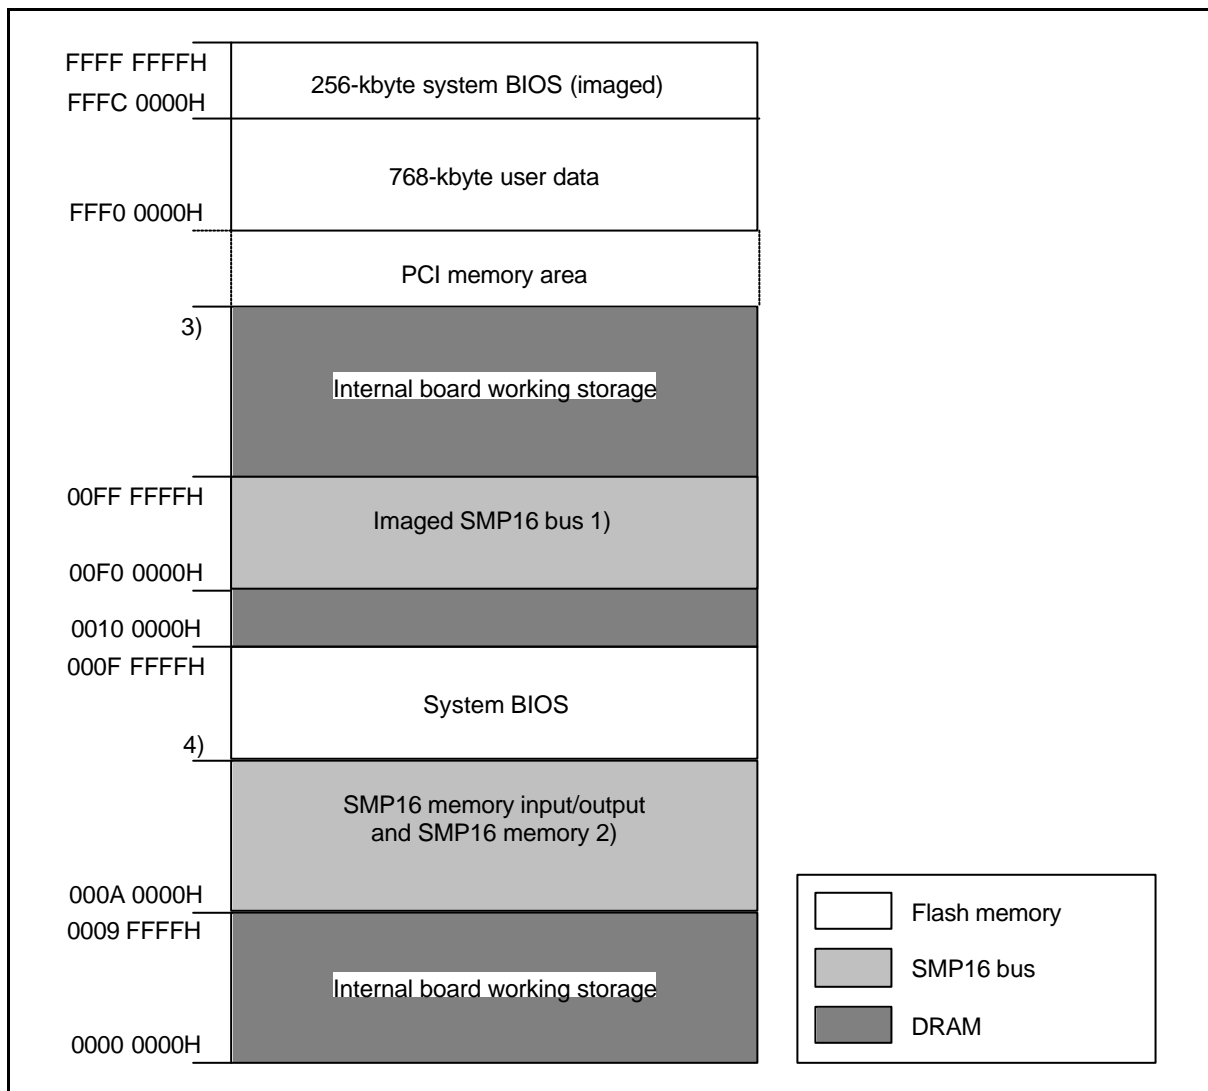 FFFF FFFFH
256-kbyte system BIOS (imaged)
FFFC 0000H
768-kbyte user data
FFF0 0000H
PCI memory area
3)
Internal board working storage
00FF FFFFH
Imaged SMP16 bus 1)
00F0 0000H
0010 0000H
000F FFFFH
System BIOS
4)
SMP16 memory input/output
and SMP16 memory 2)
000A 0000H
0009 FFFFH
Internal board working storage
0000 0000H
Flash memory
SMP16 bus
DRAM